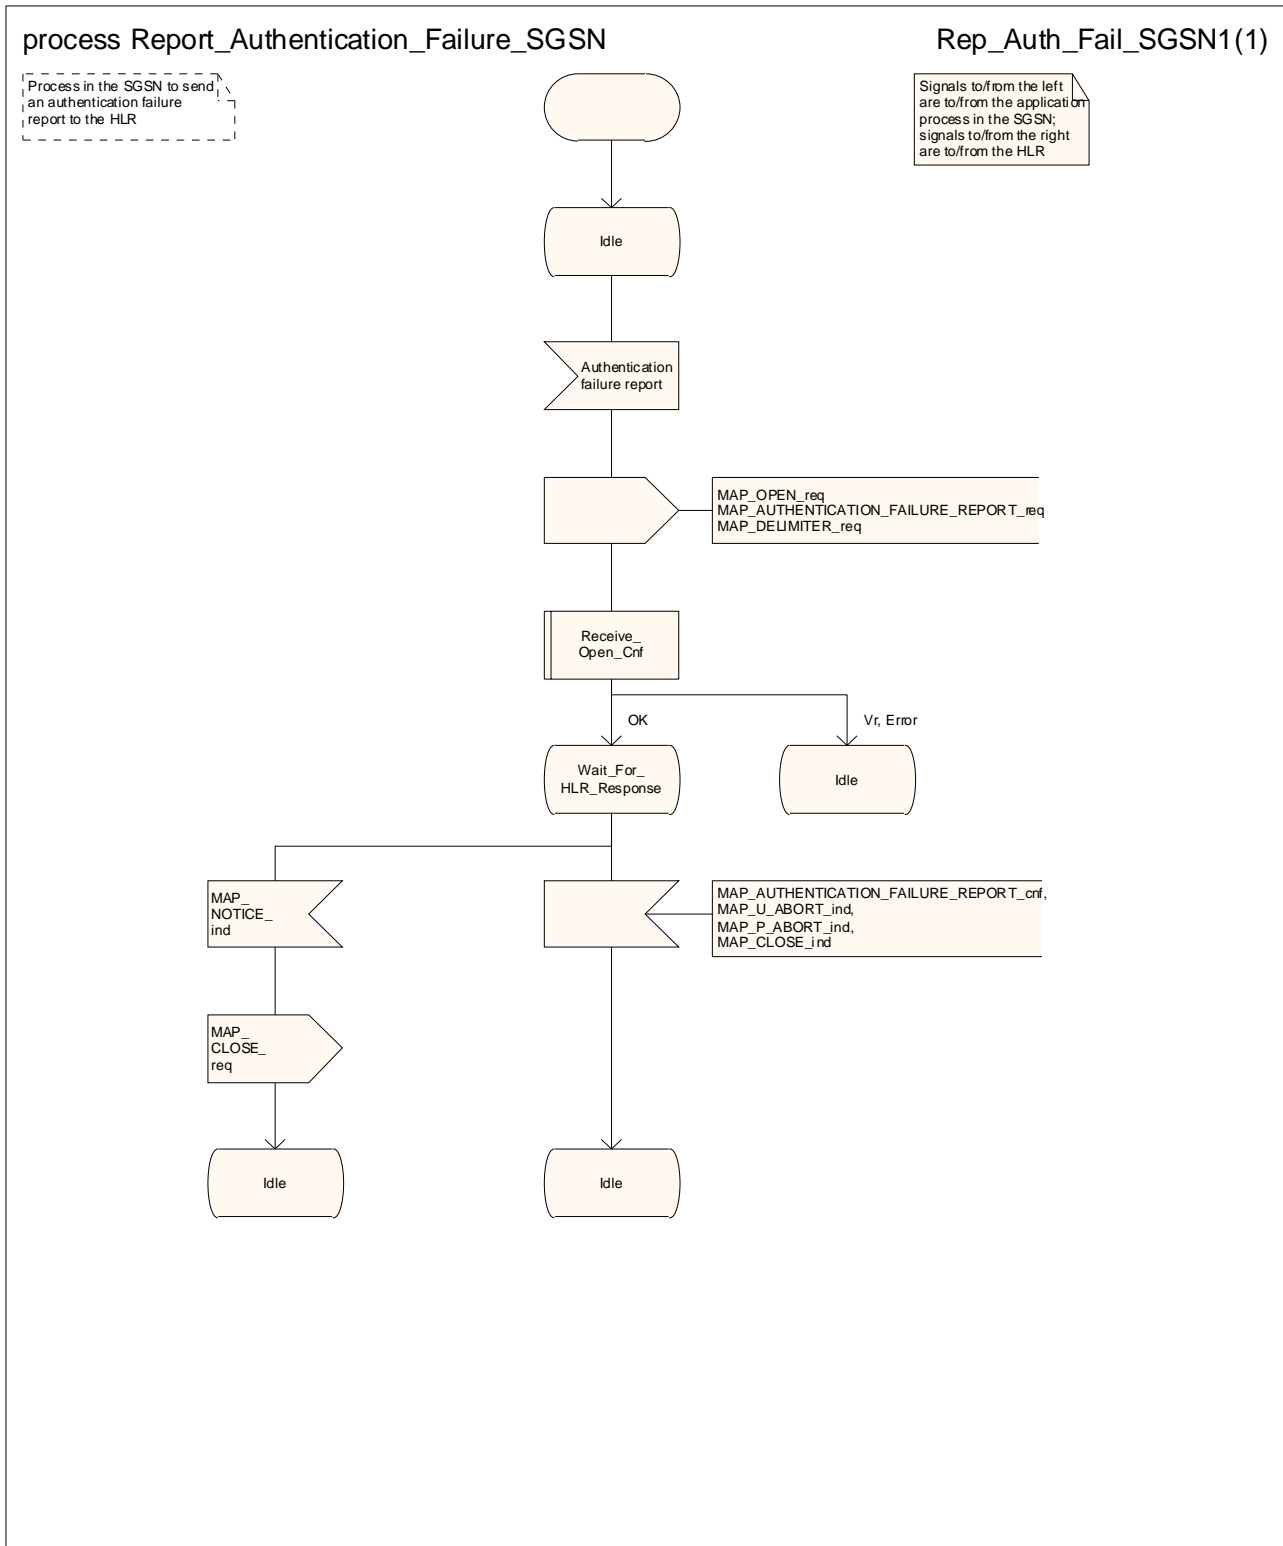 process Report_Authentication_Failure_SGSN
Rep_Auth_Fail_SGSN1(1)
Process in the SGSN to send
an authentication failure
report to the HLR
Signals to/from the left
are to/from the application
process in the SGSN;
signals to/from the right
are to/from the HLR
Idle
Authentication
failure report
MAP_OPEN_req
MAP_AUTHENTICATION_FAILURE_REPORT_req
MAP_DELIMITER_req
Receive_
Open_Cnf
OK
Vr, Error
Wait_For_
HLR_Response
Idle
MAP_
NOTICE_
ind
MAP_AUTHENTICATION_FAILURE_REPORT_cnf,
MAP_U_ABORT_ind,
MAP_P_ABORT_ind,
MAP_CLOSE_ind
MAP_
CLOSE_
req
Idle
Idle